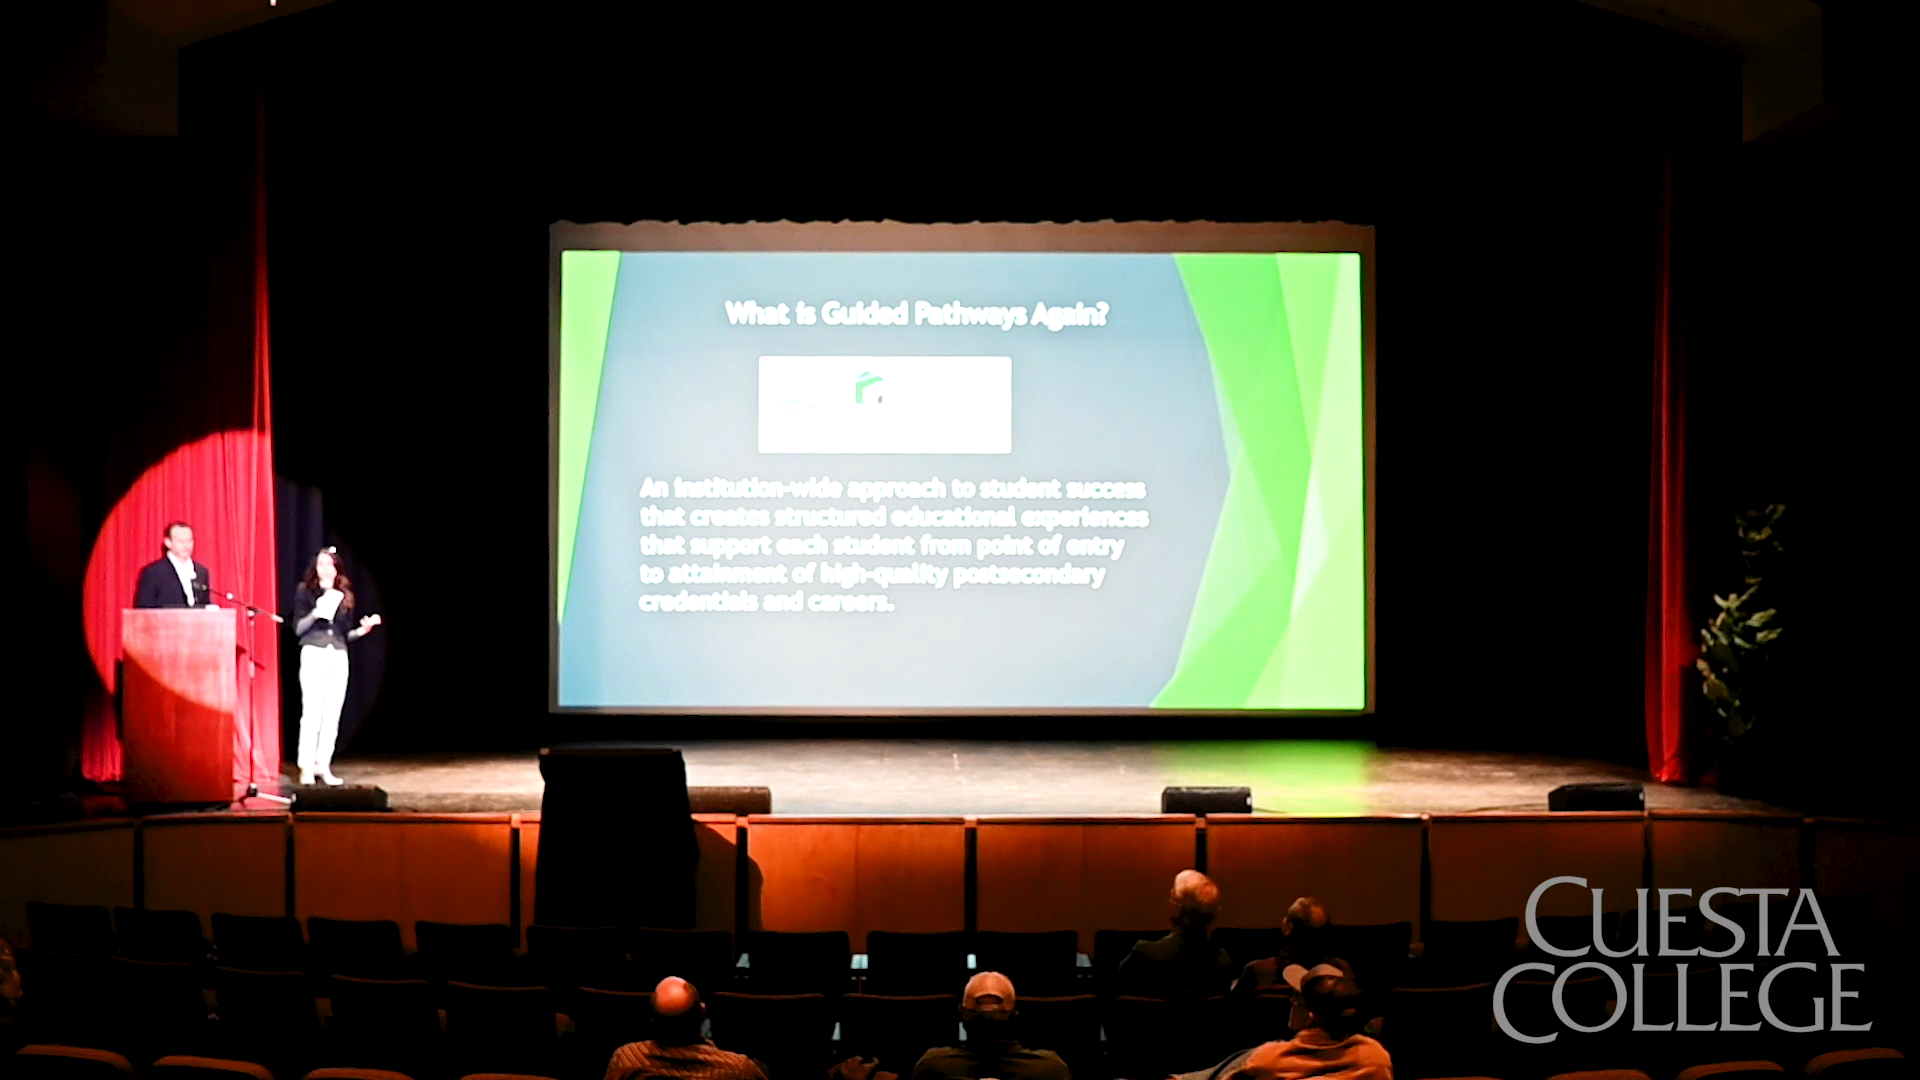 What is Guided Pathways Again?
An institution-wide approach to student success
that creates structured educational experiences
that support each student from point of entry
to attainment of high-quality postsecondary
credentials and careers.
CUESTA
COLLEGE